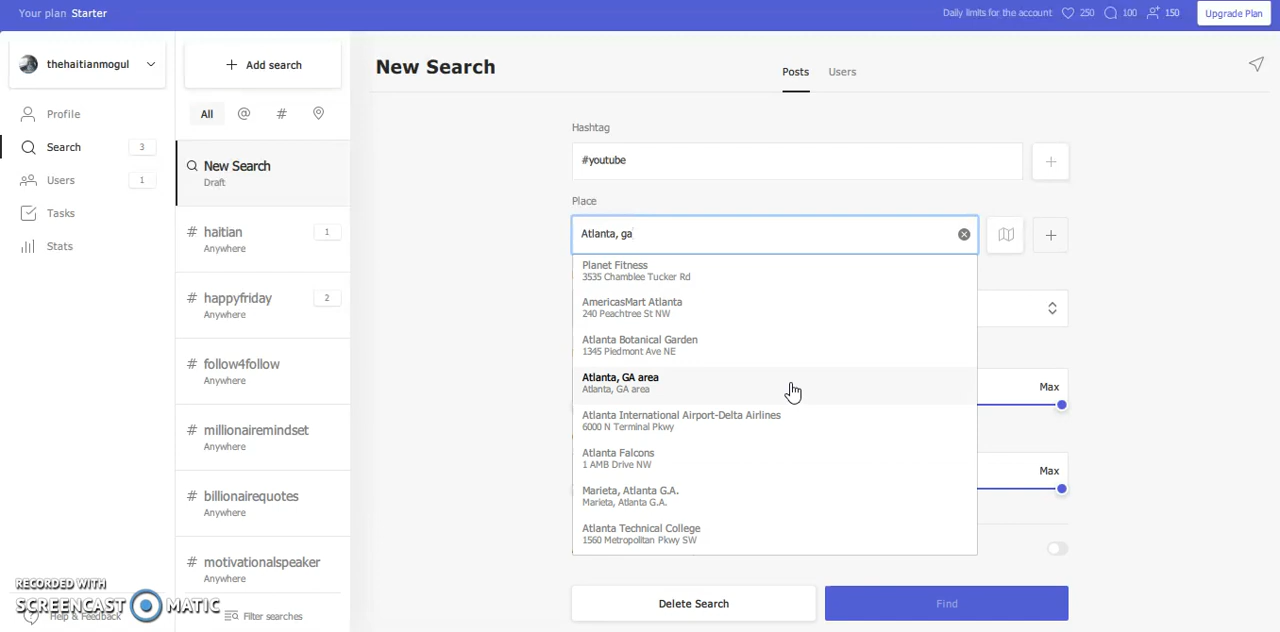 Your plan Starter
Daily limits for the account 250 100 150
Upgrade Plan
thehaitianmogul
Profile
Search 3
Users 1
Tasks
Stats
Help & Feedback
Add search
All @ #
New Search
Draft
# haitian 1
Anywhere
# happyfriday 2
Anywhere
# follow4follow
Anywhere
# millionairemindset
Anywhere
# billionairequotes
Anywhere
# motivationalspeaker
Anywhere
Filter searches
New Search
Posts Users
Hashtag
#youtube
Place
Atlanta, ga
Planet Fitness
3535 Chamblee Tucker Rd
AmericasMart Atlanta
240 Peachtree St NW
Atlanta Botanical Garden
1345 Piedmont Ave NE
Atlanta, GA area
Atlanta, GA area
Atlanta International Airport-Delta Airlines
6000 N Terminal Pkwy
Atlanta Falcons
1 AMB Drive NW
Marieta, Atlanta G.A.
Marieta, Atlanta G.A.
Atlanta Technical College
1560 Metropolitan Pkwy SW
Max
Max
Delete Search
Find
RECORDED WITH
SCREENCAST MATIC